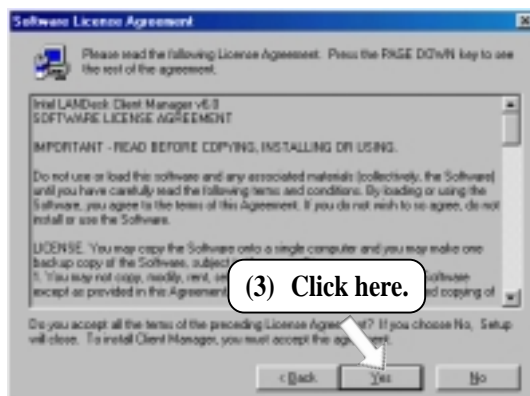 Software License Agreement
Please read the following License Agreement. Press the PAGE DOWN key to see
the rest of the agreement.
Intel LANDesk Client Manager v6.0
SOFTWARE LICENSE AGREEMENT
IMPORTANT - READ BEFORE COPYING, INSTALLING OR USING.
Do not use or load this software and any associated materials (collectively, the Software)
until you have carefully read the following terms and conditions. By loading or using the
Software, you agree to the terms of this Agreement. If you do not wish to so agree, do not
install or use the Software.
LICENSE. You may copy the Software onto a single computer and you may make one
backup copy of the Software, subject
1. You may not copy, modify, rent, Software
except as provided in this Agreement copying of
(3) Click here.
Do you accept all the terms of the preceding License Agreement? If you choose No, Setup
will close. To install Client Manager, you must accept this agreement.
< Back
Yes
No